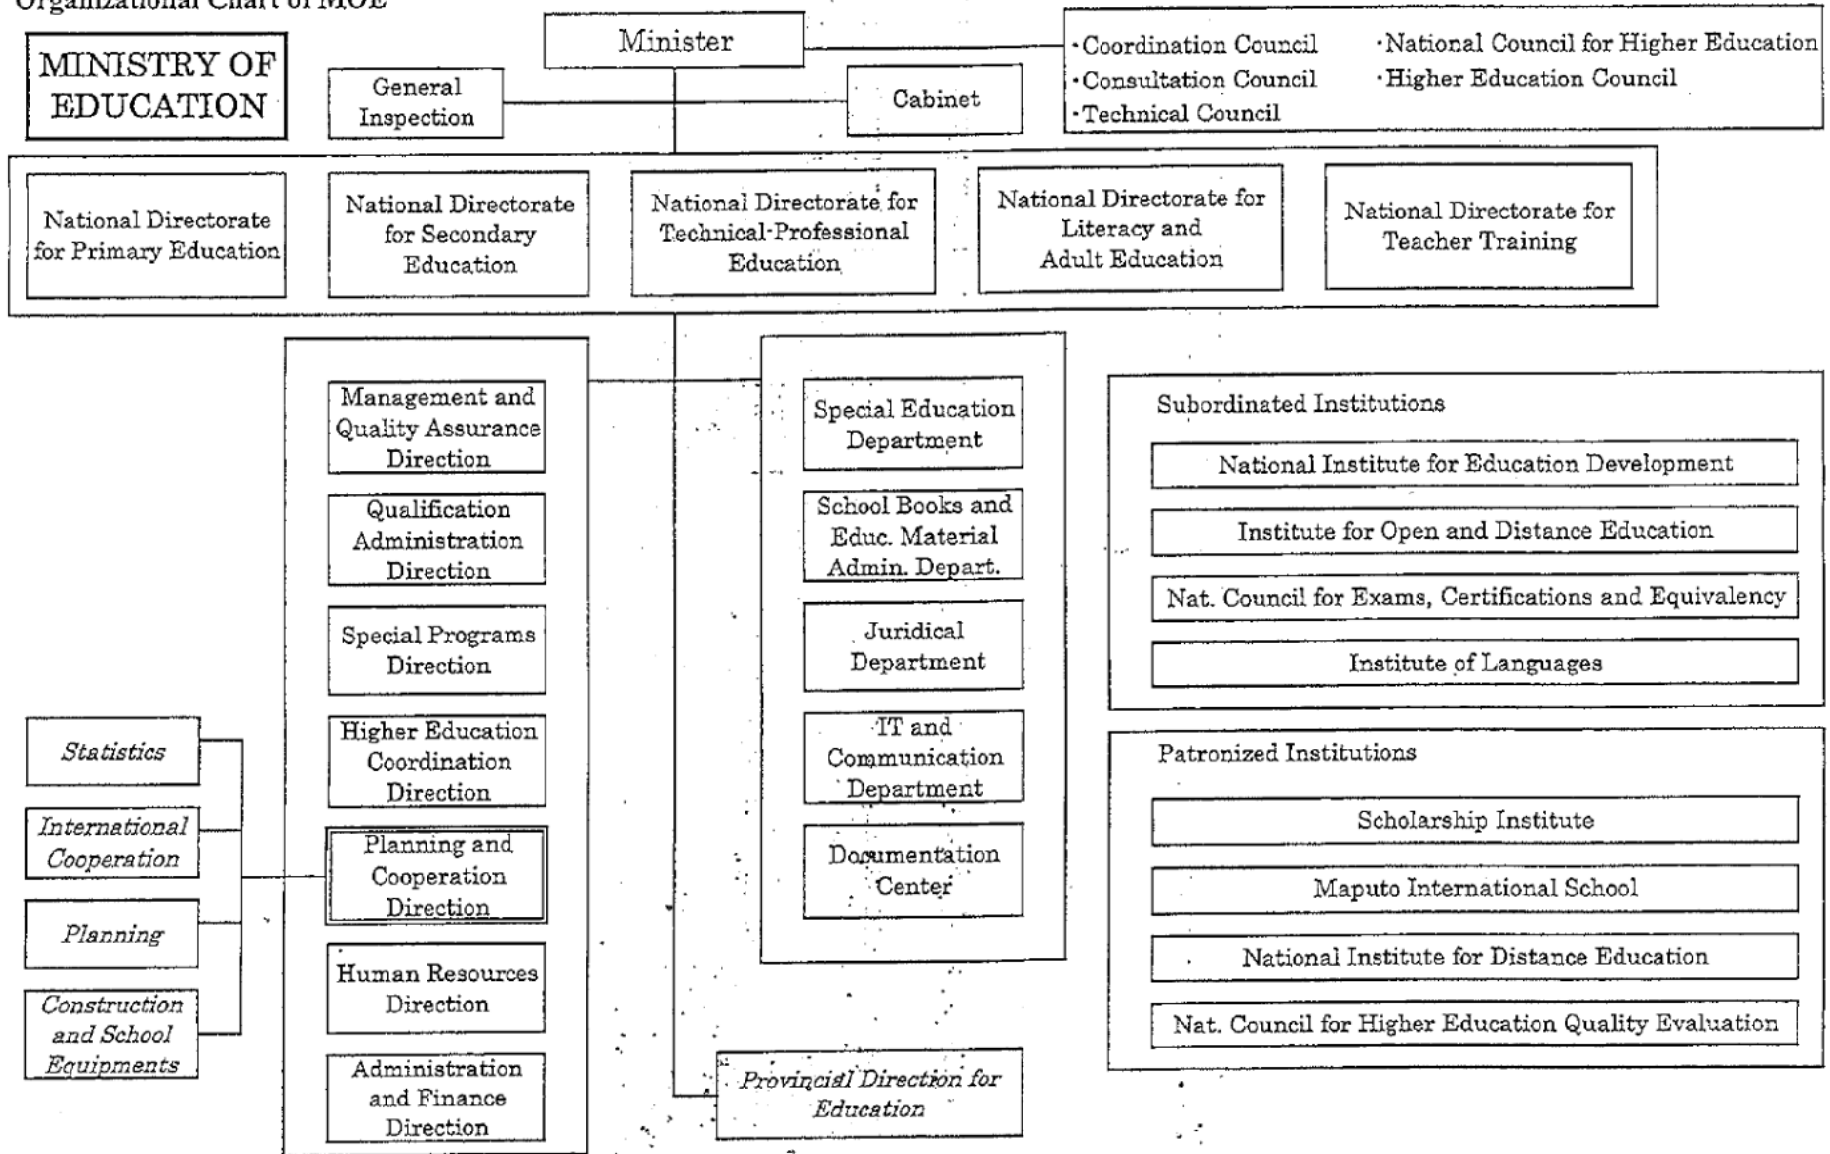 Organizational Chart of MOE
MINISTRY OF
EDUCATION
Minister
General
Inspection
Cabinet
·Coordination Council
·Consultation Council
·Technical Council
·National Council for Higher Education
·Higher Education Council
National Directorate
for Primary Education
National Directorate
for Secondary
Education
National Directorate for
Technical-Professional
Education
National Directorate for
Literacy and
Adult Education
National Directorate for
Teacher Training
Management and
Quality Assurance
Direction
Qualification
Administration
Direction
Special Programs
Direction
Higher Education
Coordination
Direction
Planning and
Cooperation
Direction
Human Resources
Direction
Administration
and Finance
Direction
Statistics
International
Cooperation
Planning
Construction
and School
Equipments
Special Education
Department
School Books and
Educ. Material
Admin. Depart.
Juridical
Department
IT and
Communication
Department
Documentation
Center
Provincial Direction for
Education
Subordinated Institutions
National Institute for Education Development
Institute for Open and Distance Education
Nat. Council for Exams, Certifications and Equivalency
Institute of Languages
Patronized Institutions
Scholarship Institute
Maputo International School
National Institute for Distance Education
Nat. Council for Higher Education Quality Evaluation